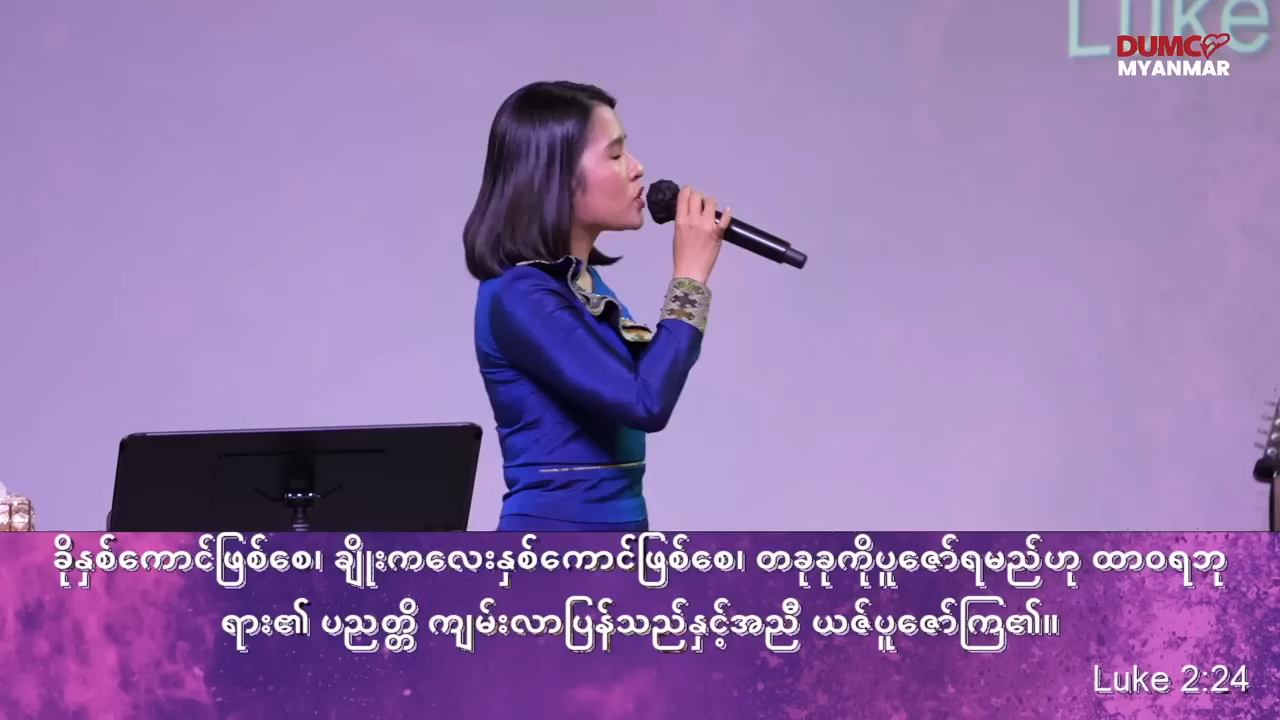 Luke
DUMC
MYANMAR
ခိုနှစ်ကောင်ဖြစ်စေ၊ ချိုးကလေးနှစ်ကောင်ဖြစ်စေ၊ တခုခုကိုပူဇော်ရမည်ဟု ထာဝရဘု
ရား၏ ပညတ္တိ ကျမ်းလာပြန်သည်နှင့်အညီ ယဇ်ပူဇော်ကြ၏။
Luke 2:24